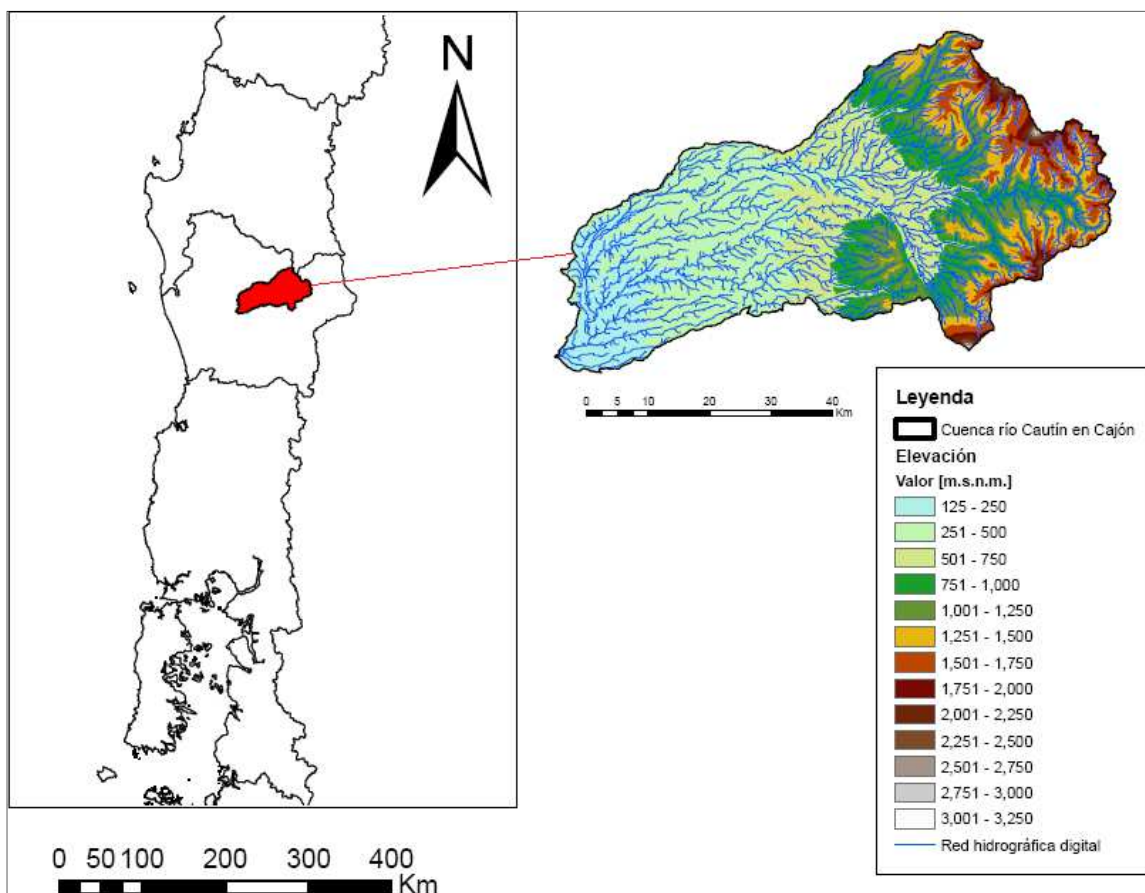 N
0 5 10 20 30 40
Km
Leyenda
Cuenca río Cautín en Cajón
Elevación
Valor [m.s.n.m.]
125 - 250
251 - 500
501 - 750
751 - 1,000
1,001 - 1,250
1,251 - 1,500
1,501 - 1,750
1,751 - 2,000
2,001 - 2,250
2,251 - 2,500
2,501 - 2,750
2,751 - 3,000
3,001 - 3,250
Red hidrográfica digital
0 50 100 200 300 400
Km